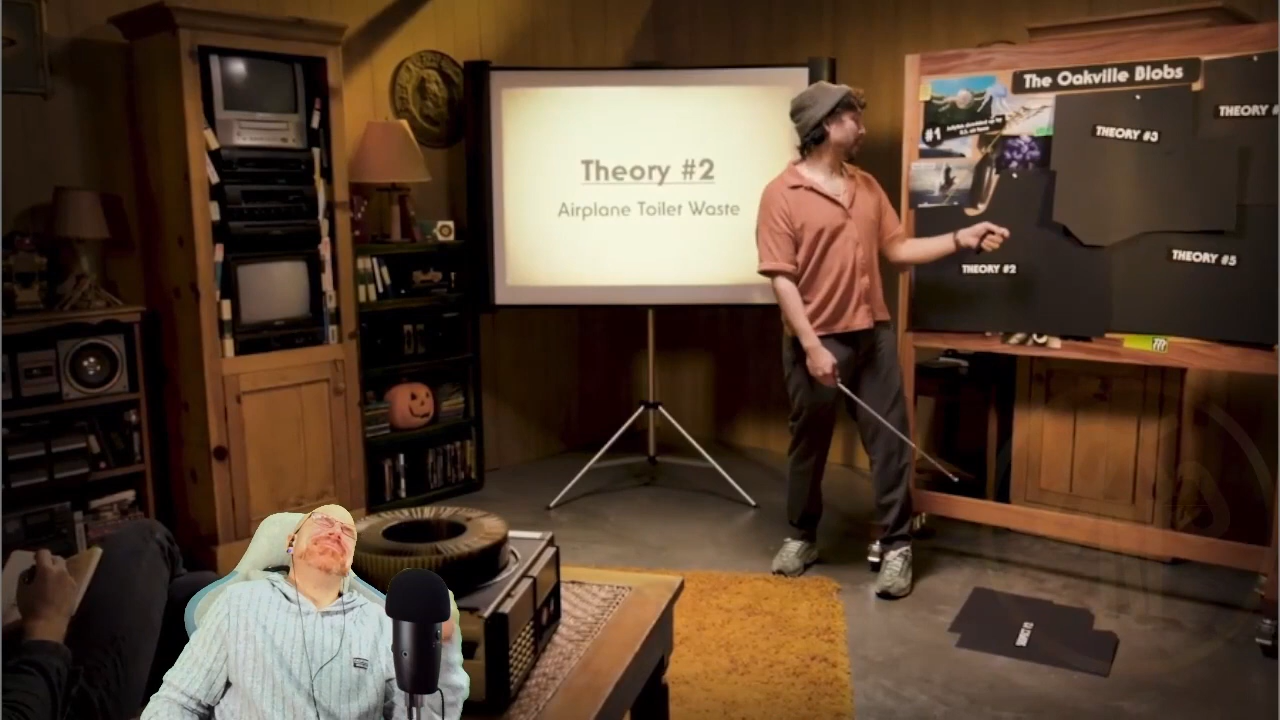 Theory #2
Airplane Toilet Waste
The Oakville Blobs
#1
THEORY #3
THEORY #
THEORY #2
THEORY #5